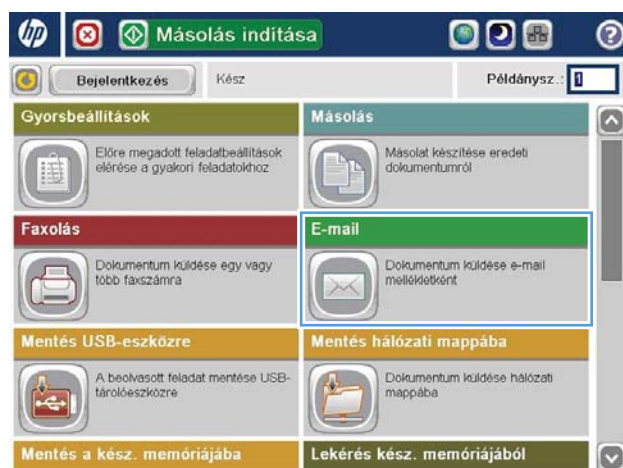 hp
Másolás indítása
?
Bejelentkezés
Kész
Példánysz.:
1
Gyorsbeállítások
Másolás
Előre megadott feladatbeállítások
elérése a gyakori feladatokhoz
Másolat készítése eredeti
dokumentumról
Faxolás
E-mail
Dokumentum küldése egy vagy
több faxszámra
Dokumentum küldése e-mail
mellékletként
Mentés USB-eszközre
Mentés hálózati mappába
A beolvasott feladat mentése USB-
tárolóeszközre
Dokumentum küldése hálózati
mappába
Mentés a kész. memóriájába
Lekérés kész. memóriájából